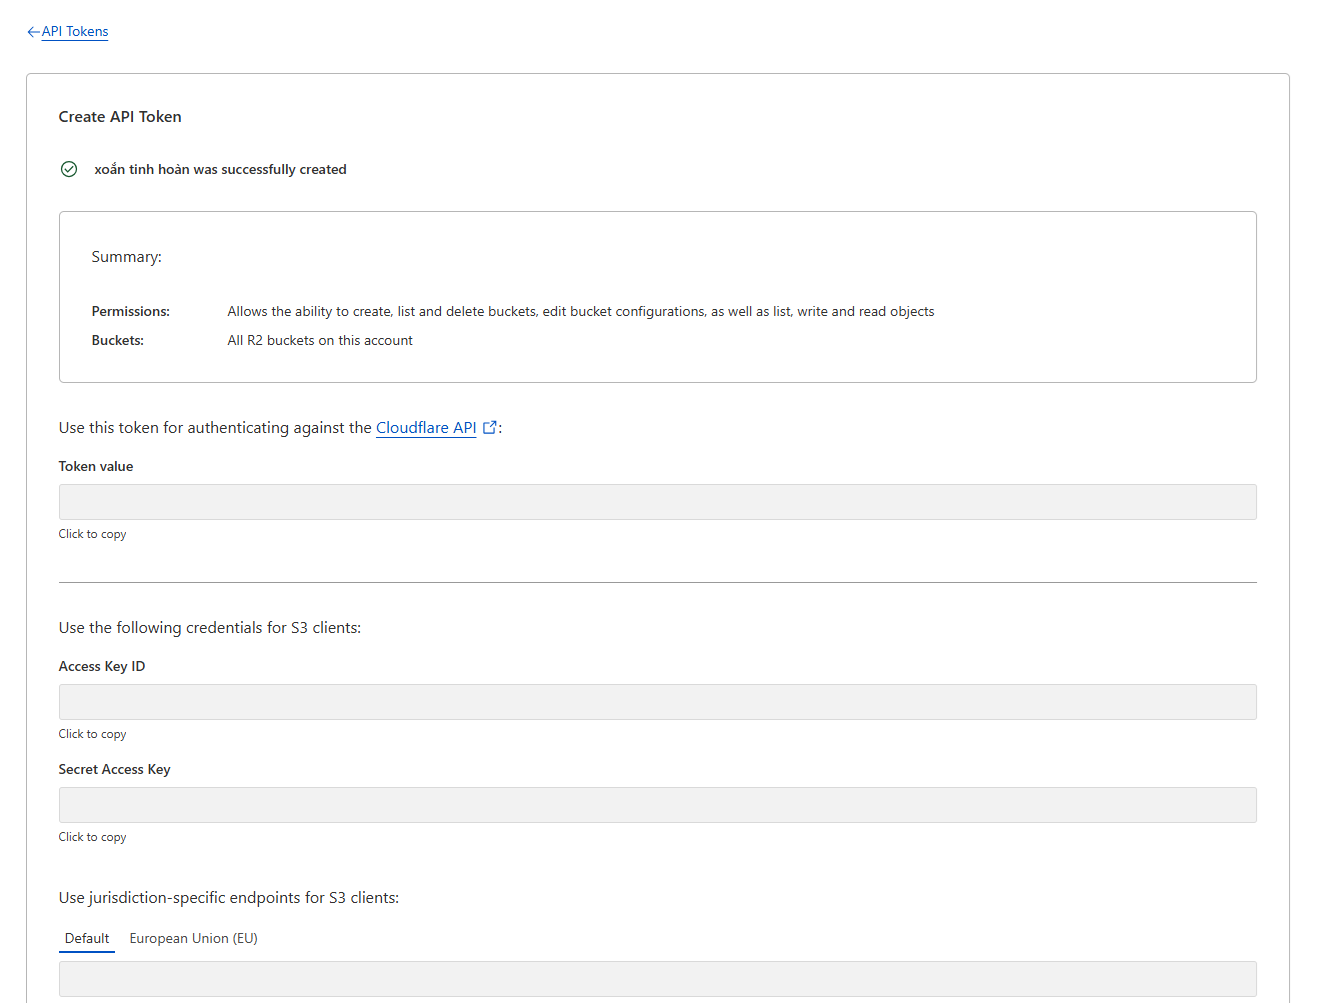 API Tokens
Create API Token
xoắn tinh hoàn was successfully created
Summary:
Permissions: Allows the ability to create, list and delete buckets, edit bucket configurations, as well as list, write and read objects
Buckets: All R2 buckets on this account
Use this token for authenticating against the Cloudflare API :
Token value
Click to copy
Use the following credentials for S3 clients:
Access Key ID
Click to copy
Secret Access Key
Click to copy
Use jurisdiction-specific endpoints for S3 clients:
Default European Union (EU)